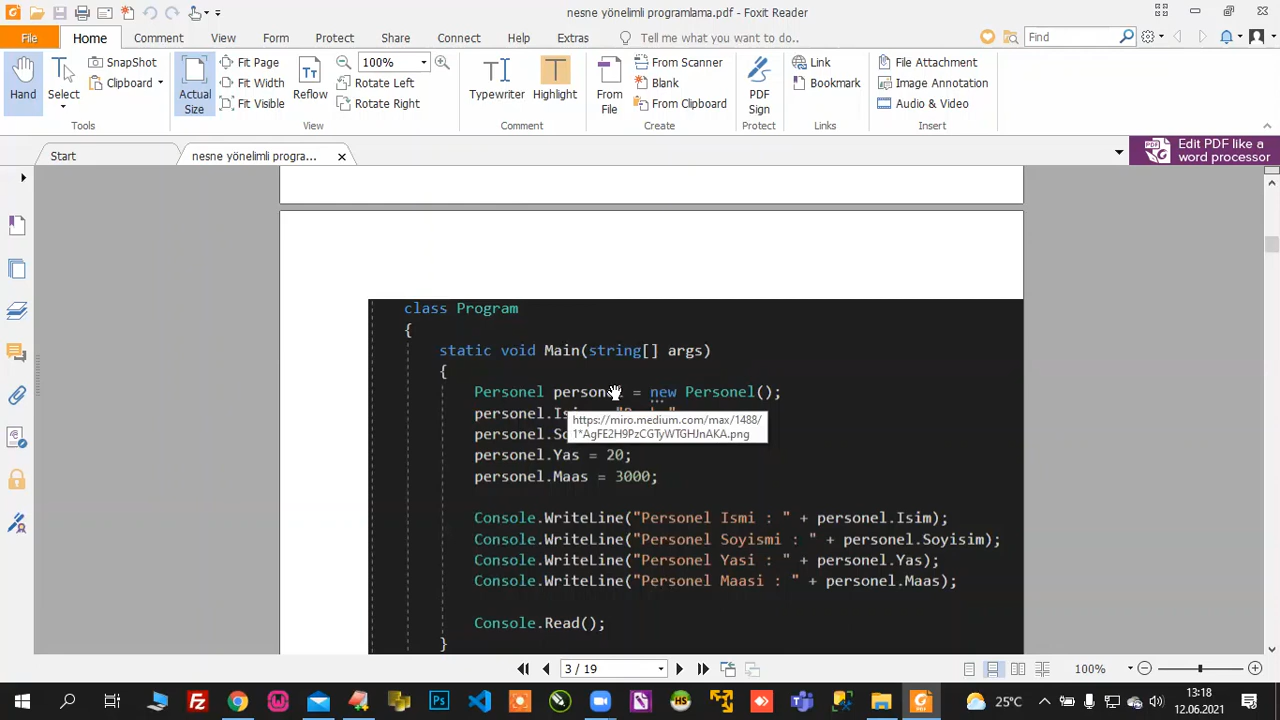 nesne yönelimli programlama.pdf - Foxit Reader
File Home Comment View Form Protect Share Connect Help Extras Tell me what you want to do.. Find
Hand
Select
SnapShot
Clipboard
Tools
Actual Size
Fit Page
Fit Width
Fit Visible
Reflow
100%
Rotate Left
Rotate Right
View
Typewriter
Highlight
Comment
From File
From Scanner
Blank
From Clipboard
Create
PDF Sign
Protect
Link
Bookmark
Links
File Attachment
Image Annotation
Audio & Video
Insert
Start
nesne yönelimli progra...
Edit PDF like a
word processor
class Program
{
static void Main(string[] args)
{
Personel personel = new Personel();
personel.Is
https://miro.medium.com/max/1488/
1*AgFE2H9PzCGTyWTGHJnAKA.png
personel.So
personel.Yas = 20;
personel.Maas = 3000;
Console.WriteLine("Personel Ismi : " + personel.Isim);
Console.WriteLine("Personel Soyismi : " + personel.Soyisim);
Console.WriteLine("Personel Yasi : " + personel.Yas);
Console.WriteLine("Personel Maasi : " + personel.Maas);
Console.Read();
}
3 / 19
100%
25°C
13:18
12.06.2021